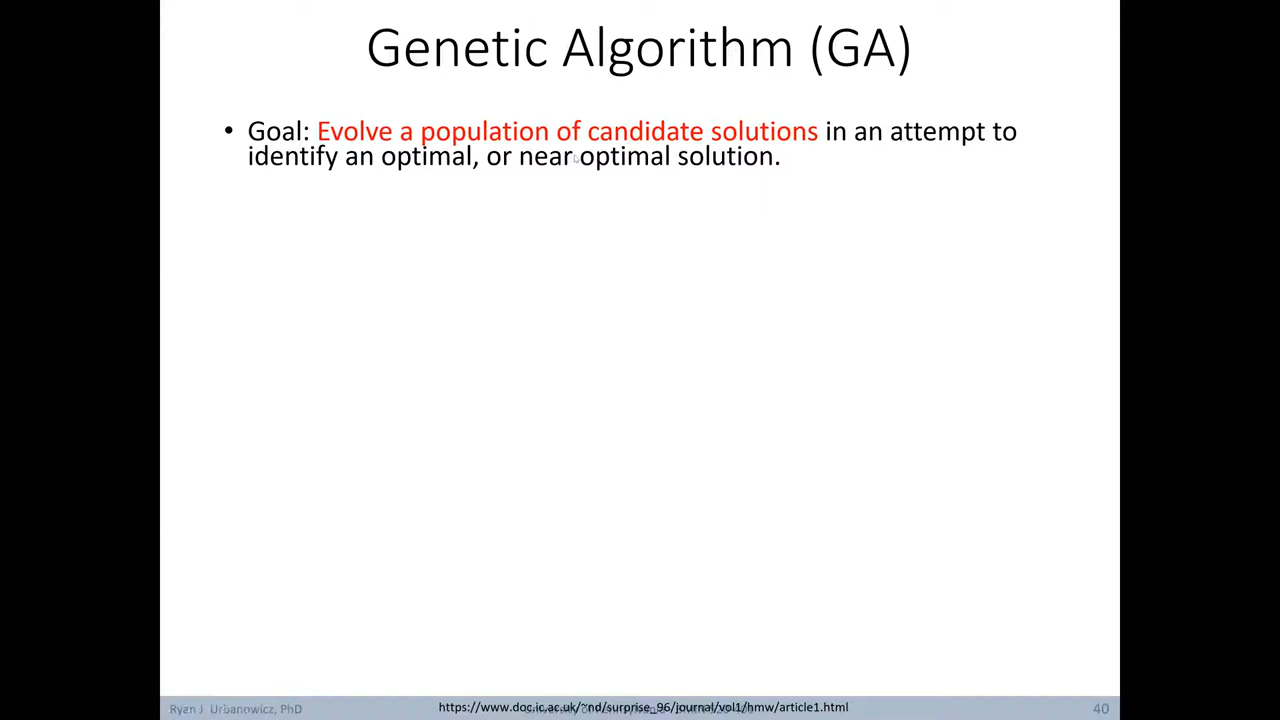 Genetic Algorithm (GA)
• Goal: Evolve a population of candidate solutions in an attempt to
identify an optimal, or near optimal solution.
Ryan J. Urbanowicz, PhD
https://www.doc.ic.ac.uk/~nd/surprise_96/journal/vol1/hmw/article1.html
40